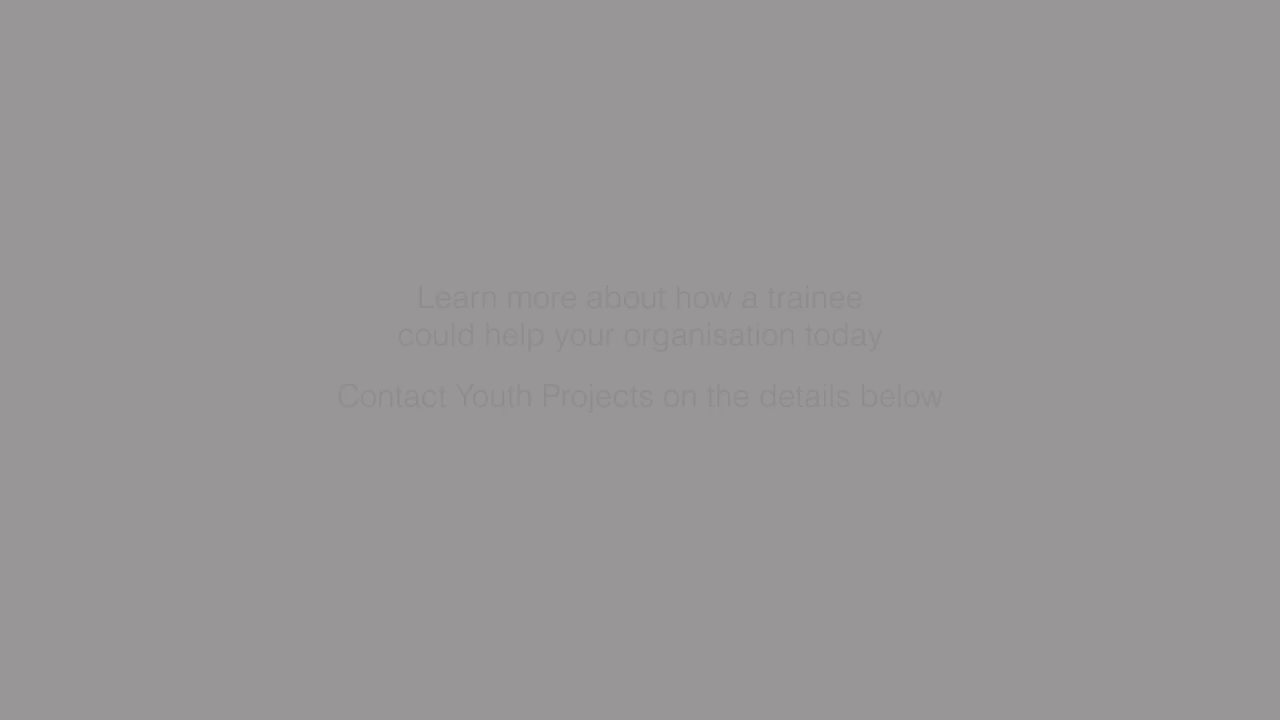 Learn more about how a trainee
could help your organisation today
Contact Youth Projects on the details below